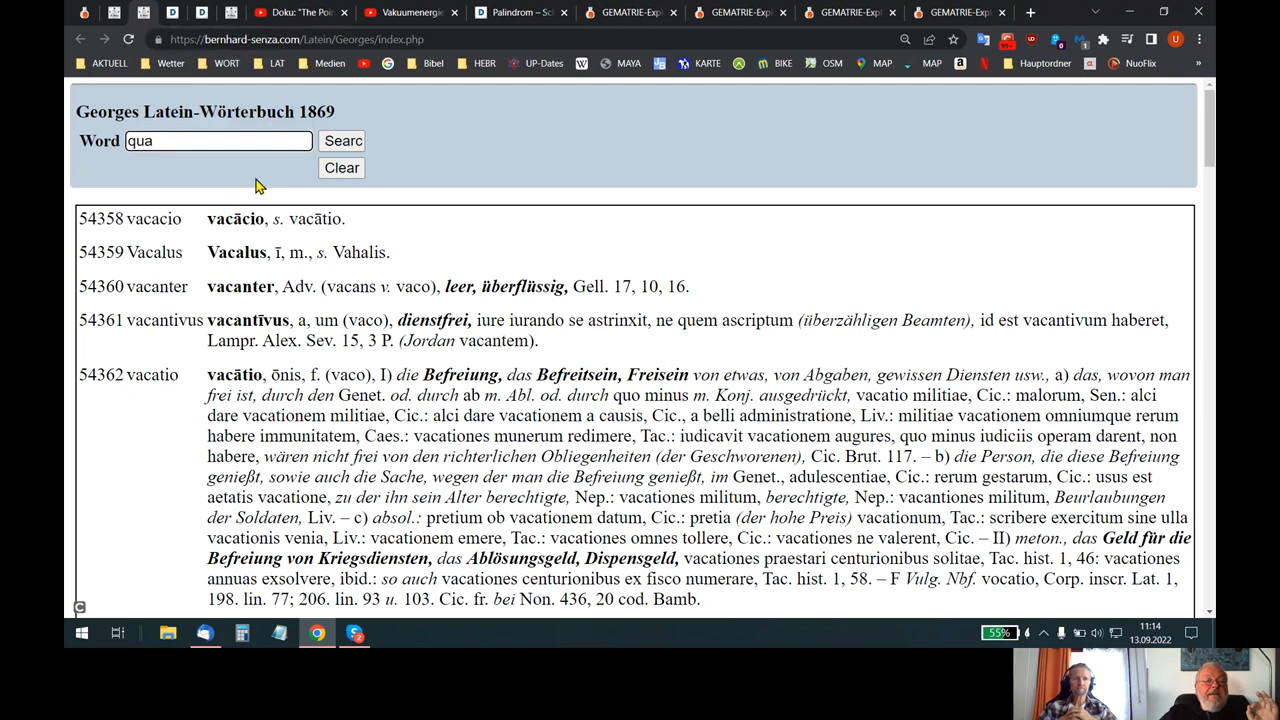 Doku: "The Poi
Vakuumenergie
Palindrom – Sc
GEMATRIE-Expl
GEMATRIE-Expl
GEMATRIE-Expl
GEMATRIE-Expl
https://bernhard-senza.com/Latein/Georges/index.php
AKTUELL Wetter WORT LAT Medien Bibel HEBR UP-Dates MAYA KARTE BIKE OSM MAP MAP Hauptordner NuoFlix »
Georges Latein-Wörterbuch 1869
Word qua Searc
Clear
54358 vacacio vacācio, s. vacātio.
54359 Vacalus Vacalus, ī, m., s. Vahalis.
54360 vacanter vacanter, Adv. (vacans v. vaco), leer, überflüssig, Gell. 17, 10, 16.
54361 vacantivus vacantīvus, a, um (vaco), dienstfrei, iure iurando se astrinxit, ne quem ascriptum (überzähligen Beamten), id est vacantivum haberet,
Lampr. Alex. Sev. 15, 3 P. (Jordan vacantem).
54362 vacatio vacātio, ōnis, f. (vaco), I) die Befreiung, das Befreitsein, Freisein von etwas, von Abgaben, gewissen Diensten usw., a) das, wovon man
frei ist, durch den Genet. od. durch ab m. Abl. od. durch quo minus m. Konj. ausgedrückt, vacatio militiae, Cic.: malorum, Sen.: alci
dare vacationem militiae, Cic.: alci dare vacationem a causis, Cic., a belli administratione, Liv.: militiae vacationem omniumque rerum
habere immunitatem, Caes.: vacationes munerum redimere, Tac.: iudicavit vacationem augures, quo minus iudiciis operam darent, non
habere, wären nicht frei von den richterlichen Obliegenheiten (der Geschworenen), Cic. Brut. 117. – b) die Person, die diese Befreiung
genießt, sowie auch die Sache, wegen der man die Befreiung genießt, im Genet., adulescentiae, Cic.: rerum gestarum, Cic.: usus est
aetatis vacatione, zu der ihn sein Alter berechtigte, Nep.: vacationes militum, berechtigte, Nep.: vacantiones militum, Beurlaubungen
der Soldaten, Liv. – c) absol.: pretium ob vacationem datum, Cic.: pretia (der hohe Preis) vacationum, Tac.: scribere exercitum sine ulla
vacationis venia, Liv.: vacationem emere, Tac.: vacationes omnes tollere, Cic.: vacationes ne valerent, Cic. – II) meton., das Geld für die
Befreiung von Kriegsdiensten, das Ablösungsgeld, Dispensgeld, vacationes praestari centurionibus solitae, Tac. hist. 1, 46: vacationes
annuas exsolvere, ibid.: so auch vacationes centurionibus ex fisco numerare, Tac. hist. 1, 58. – F Vulg. Nbf. vocatio, Corp. inscr. Lat. 1,
198. lin. 77; 206. lin. 93 u. 103. Cic. fr. bei Non. 436, 20 cod. Bamb.
55%
11:14
13.09.2022